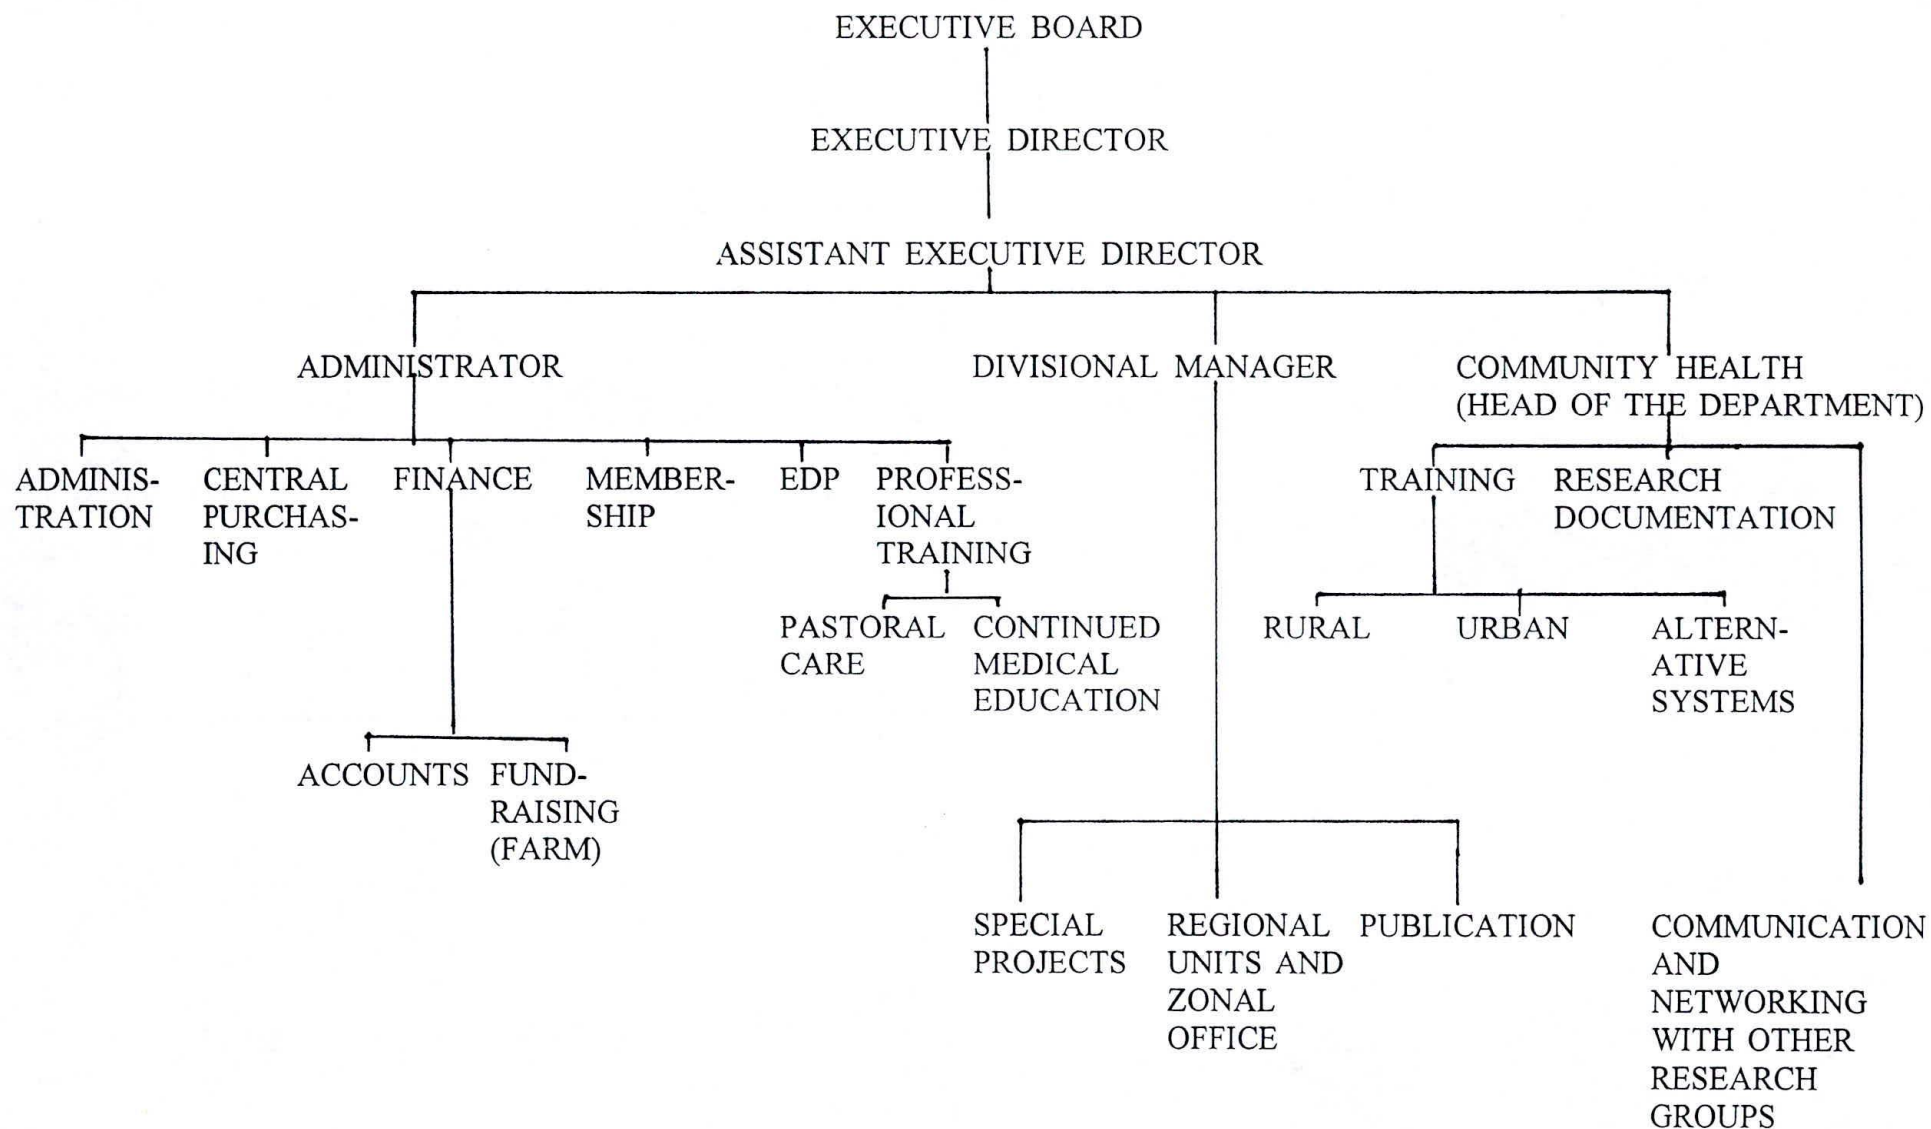 EXECUTIVE BOARD
EXECUTIVE DIRECTOR
ASSISTANT EXECUTIVE DIRECTOR
ADMINISTRATOR
DIVISIONAL MANAGER
COMMUNITY HEALTH
(HEAD OF THE DEPARTMENT)
ADMINIS-
TRATION
CENTRAL
PURCHAS-
ING
FINANCE
MEMBER-
SHIP
EDP
PROFESS-
IONAL
TRAINING
TRAINING
RESEARCH
DOCUMENTATION
PASTORAL
CARE
CONTINUED
MEDICAL
EDUCATION
RURAL
URBAN
ALTERN-
ATIVE
SYSTEMS
ACCOUNTS
FUND-
RAISING
(FARM)
SPECIAL
PROJECTS
REGIONAL
UNITS AND
ZONAL
OFFICE
PUBLICATION
COMMUNICATION
AND
NETWORKING
WITH OTHER
RESEARCH
GROUPS